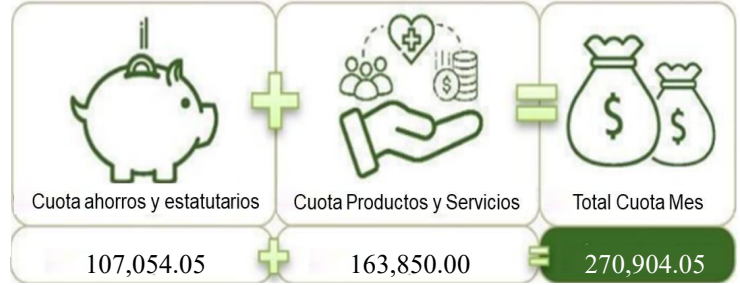 Cuota ahorros y estatutarios
Cuota Productos y Servicios
Total Cuota Mes
107,054.05
163,850.00
270,904.05